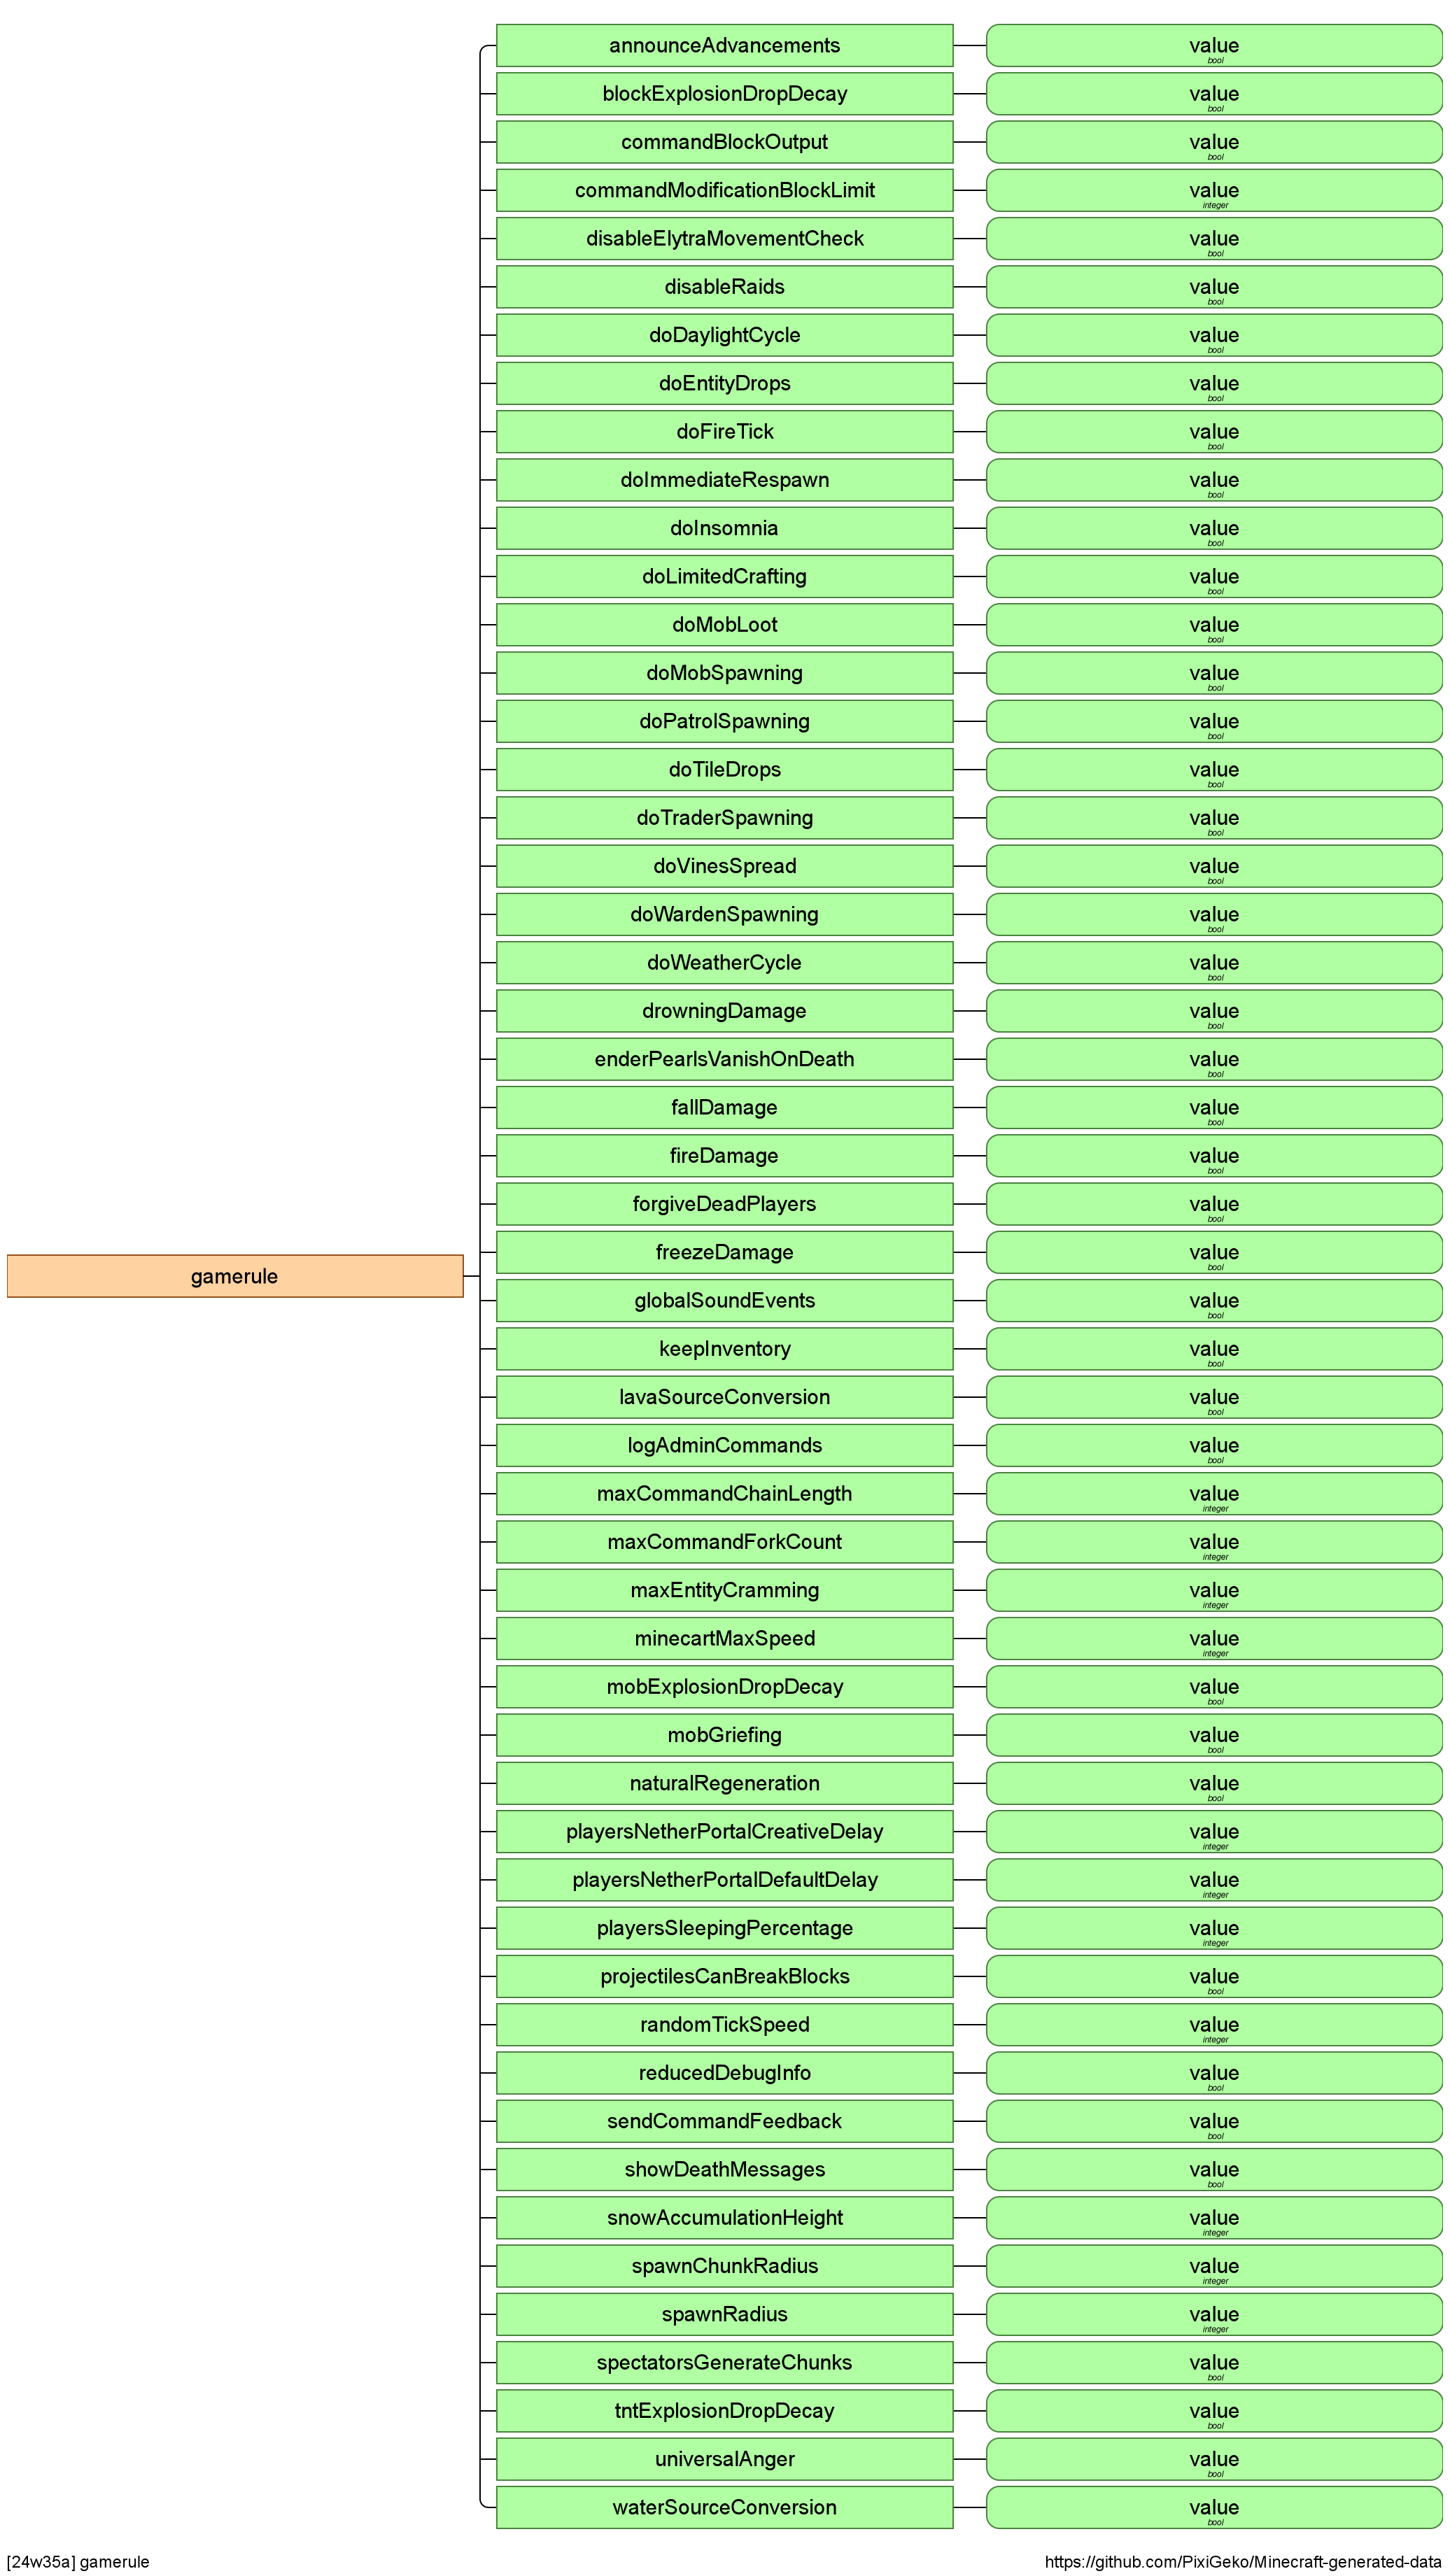 announceAdvancements value
bool
blockExplosionDropDecay value
bool
commandBlockOutput value
bool
commandModificationBlockLimit value
integer
disableElytraMovementCheck value
bool
disableRaids value
bool
doDaylightCycle value
bool
doEntityDrops value
bool
doFireTick value
bool
doImmediateRespawn value
bool
doInsomnia value
bool
doLimitedCrafting value
bool
doMobLoot value
bool
doMobSpawning value
bool
doPatrolSpawning value
bool
doTileDrops value
bool
doTraderSpawning value
bool
doVinesSpread value
bool
doWardenSpawning value
bool
doWeatherCycle value
bool
drowningDamage value
bool
enderPearlsVanishOnDeath value
bool
fallDamage value
bool
fireDamage value
bool
forgiveDeadPlayers value
bool
freezeDamage value
bool
gamerule
globalSoundEvents value
bool
keepInventory value
bool
lavaSourceConversion value
bool
logAdminCommands value
bool
maxCommandChainLength value
integer
maxCommandForkCount value
integer
maxEntityCramming value
integer
minecartMaxSpeed value
integer
mobExplosionDropDecay value
bool
mobGriefing value
bool
naturalRegeneration value
bool
playersNetherPortalCreativeDelay value
integer
playersNetherPortalDefaultDelay value
integer
playersSleepingPercentage value
integer
projectilesCanBreakBlocks value
bool
randomTickSpeed value
integer
reducedDebugInfo value
bool
sendCommandFeedback value
bool
showDeathMessages value
bool
snowAccumulationHeight value
integer
spawnChunkRadius value
integer
spawnRadius value
integer
spectatorsGenerateChunks value
bool
tntExplosionDropDecay value
bool
universalAnger value
bool
waterSourceConversion value
bool
[24w35a] gamerule https://github.com/PixiGeko/Minecraft-generated-data